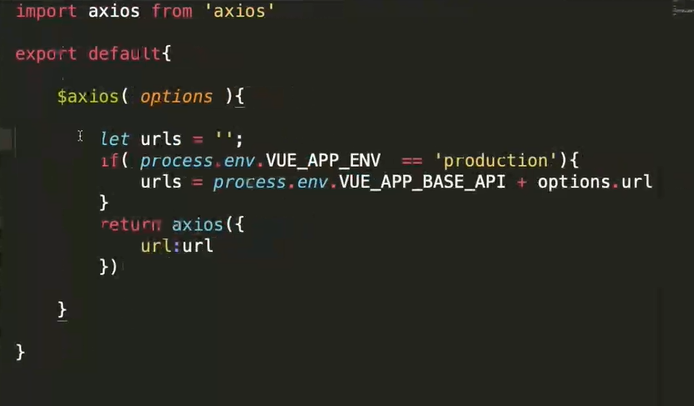 import axios from 'axios'
export default{
$axios( options ){
let urls = '';
if( process.env.VUE_APP_ENV  == 'production'){
urls = process.env.VUE_APP_BASE_API + options.url
}
return axios({
url:url
})
}
}